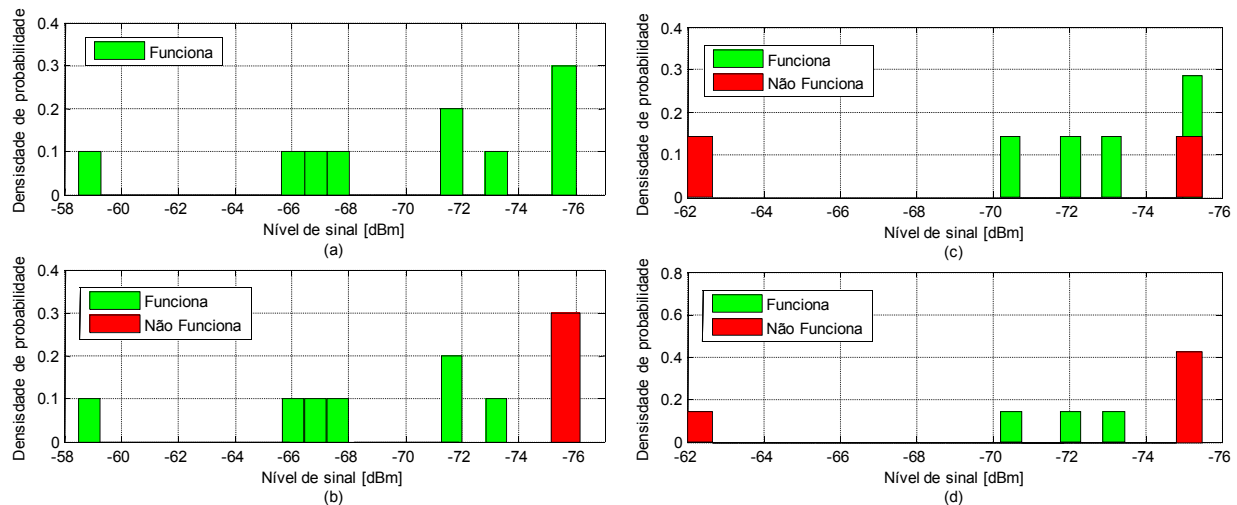 Densisdade de probabilidade
0.4
0.3
0.2
0.1
0
Funciona
-58 -60 -62 -64 -66 -68 -70 -72 -74 -76
Nível de sinal [dBm]
(a)
Densisdade de probabilidade
0.4
0.3
0.2
0.1
0
Funciona
Não Funciona
-58 -60 -62 -64 -66 -68 -70 -72 -74 -76
Nível de sinal [dBm]
(b)
Densisdade de probabilidade
0.4
0.3
0.2
0.1
0
Funciona
Não Funciona
-62 -64 -66 -68 -70 -72 -74 -76
Nível de sinal [dBm]
(c)
Densisdade de probabilidade
0.8
0.6
0.4
0.2
0
Funciona
Não Funciona
-62 -64 -66 -68 -70 -72 -74 -76
Nível de sinal [dBm]
(d)